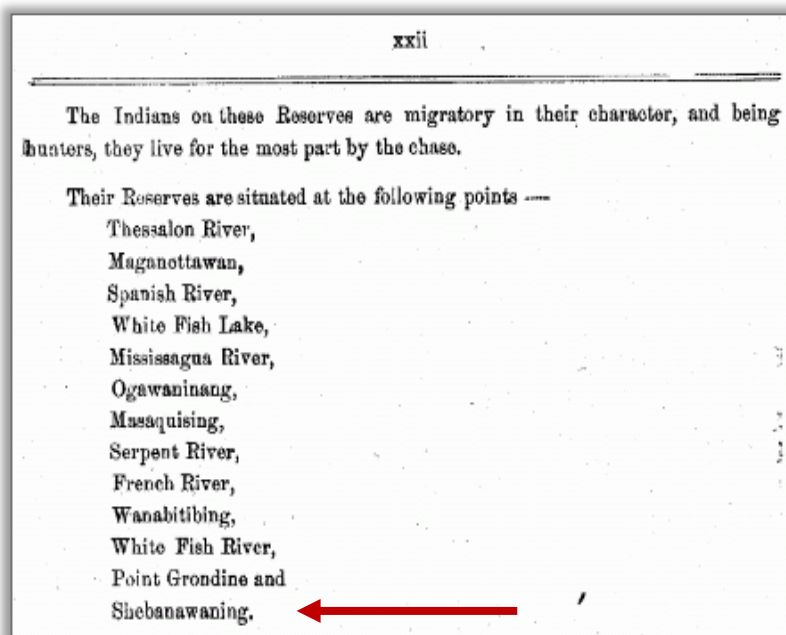 xxii
The Indians on these Reserves are migratory in their character, and being
hunters, they live for the most part by the chase.
Their Reserves are situated at the following points —
Thessalon River,
Maganottawan,
Spanish River,
White Fish Lake,
Mississagua River,
Ogawaninang,
Masaquising,
Serpent River,
French River,
Wanabitibing,
White Fish River,
Point Grondine and
Shebanawaning.